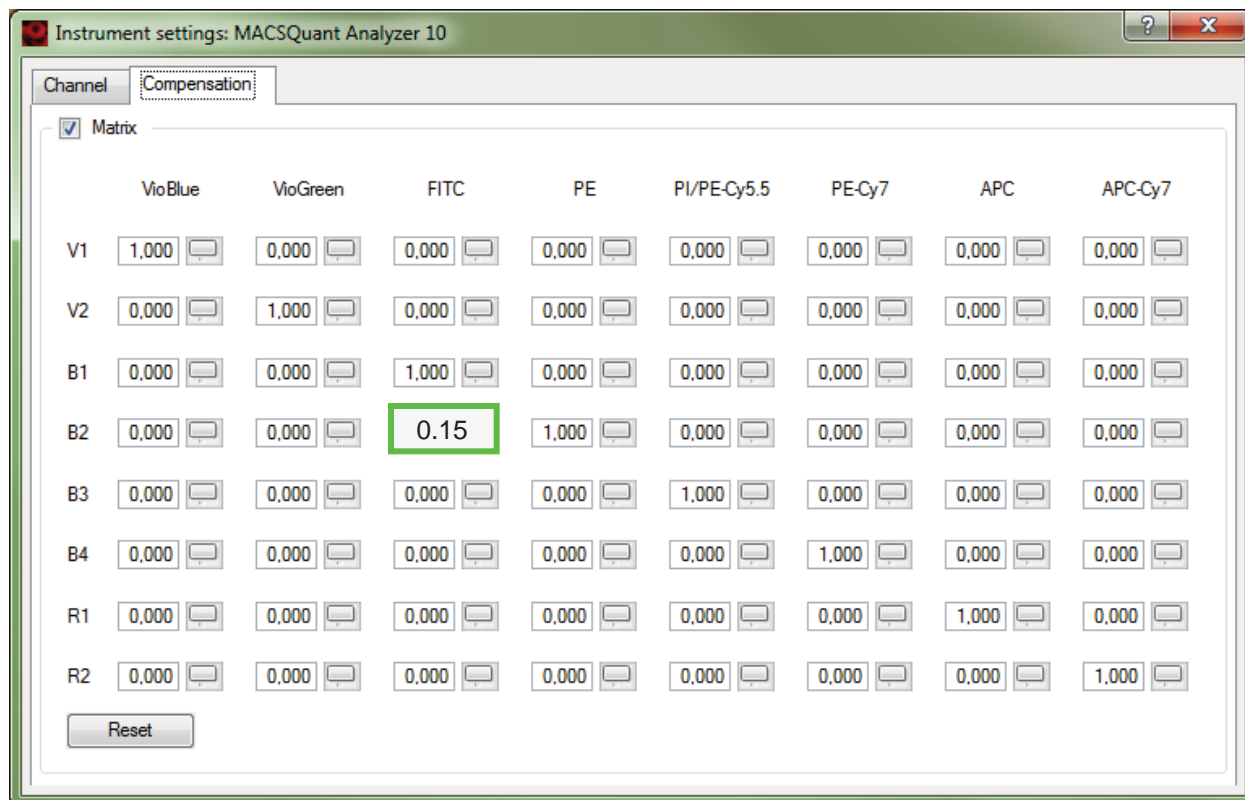 Instrument settings: MACSQuant Analyzer 10 ? X
Channel Compensation
Matrix
VioBlue VioGreen FITC PE PI/PE-Cy5.5 PE-Cy7 APC APC-Cy7
V1 1,000 0,000 0,000 0,000 0,000 0,000 0,000 0,000
V2 0,000 1,000 0,000 0,000 0,000 0,000 0,000 0,000
B1 0,000 0,000 1,000 0,000 0,000 0,000 0,000 0,000
B2 0,000 0,000 0.15 1,000 0,000 0,000 0,000 0,000
B3 0,000 0,000 0,000 0,000 1,000 0,000 0,000 0,000
B4 0,000 0,000 0,000 0,000 0,000 1,000 0,000 0,000
R1 0,000 0,000 0,000 0,000 0,000 0,000 1,000 0,000
R2 0,000 0,000 0,000 0,000 0,000 0,000 0,000 1,000
Reset